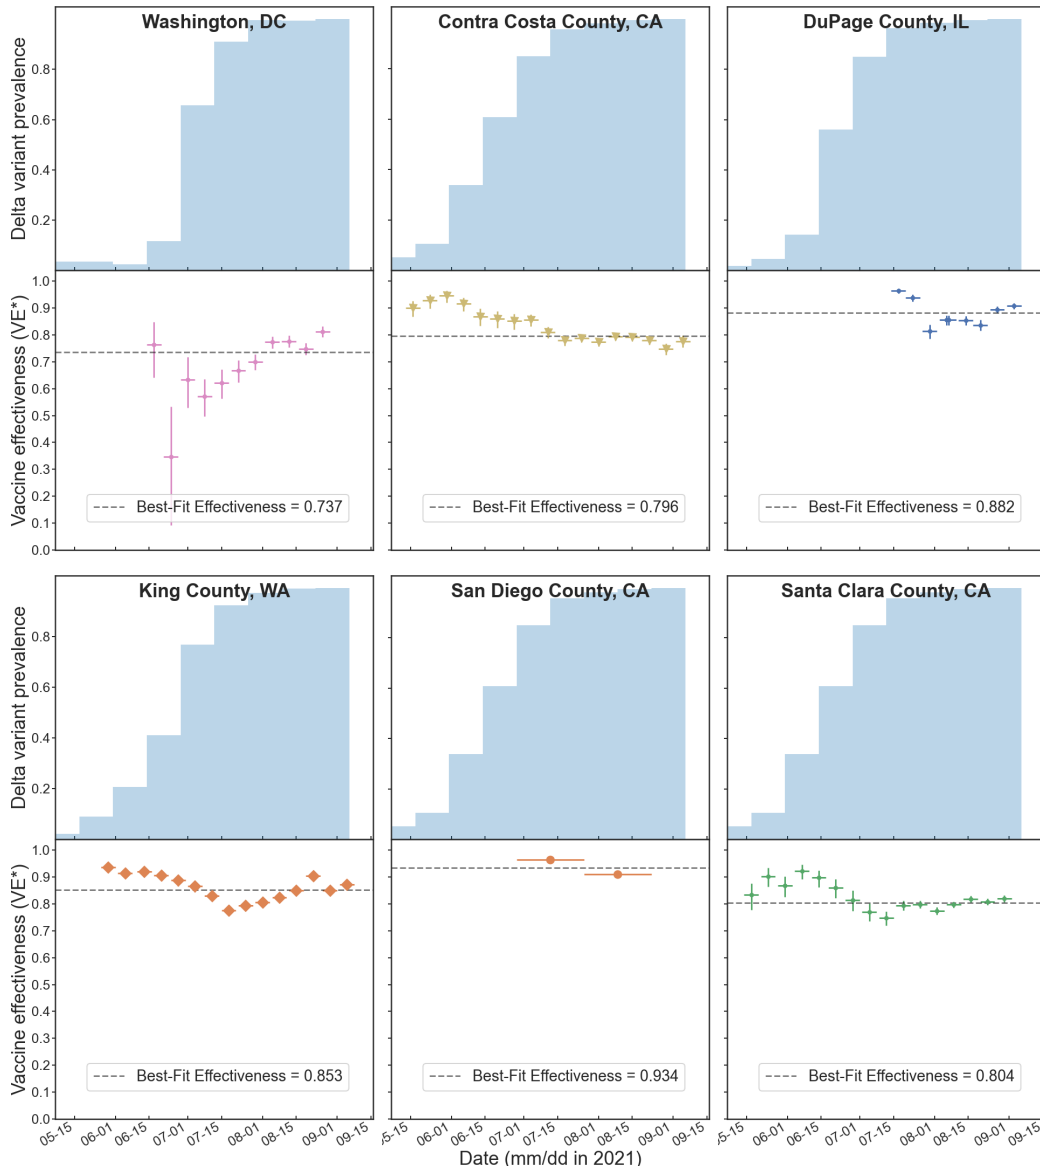 Washington, DC
Contra Costa County, CA
DuPage County, IL
Delta variant prevalence
0.8
0.6
0.4
0.2
Vaccine effectiveness (VE*)
1.0
0.9
0.8
0.7
0.6
0.5
0.4
0.3
0.2
0.1
0.0
Best-Fit Effectiveness = 0.737
Best-Fit Effectiveness = 0.796
Best-Fit Effectiveness = 0.882
King County, WA
San Diego County, CA
Santa Clara County, CA
Delta variant prevalence
0.8
0.6
0.4
0.2
Vaccine effectiveness (VE*)
1.0
0.9
0.8
0.7
0.6
0.5
0.4
0.3
0.2
0.1
0.0
Best-Fit Effectiveness = 0.853
Best-Fit Effectiveness = 0.934
Best-Fit Effectiveness = 0.804
05-15 06-01 06-15 07-01 07-15 08-01 08-15 09-01 09-15
05-15 06-01 06-15 07-01 07-15 08-01 08-15 09-01 09-15
05-15 06-01 06-15 07-01 07-15 08-01 08-15 09-01 09-15
Date (mm/dd in 2021)